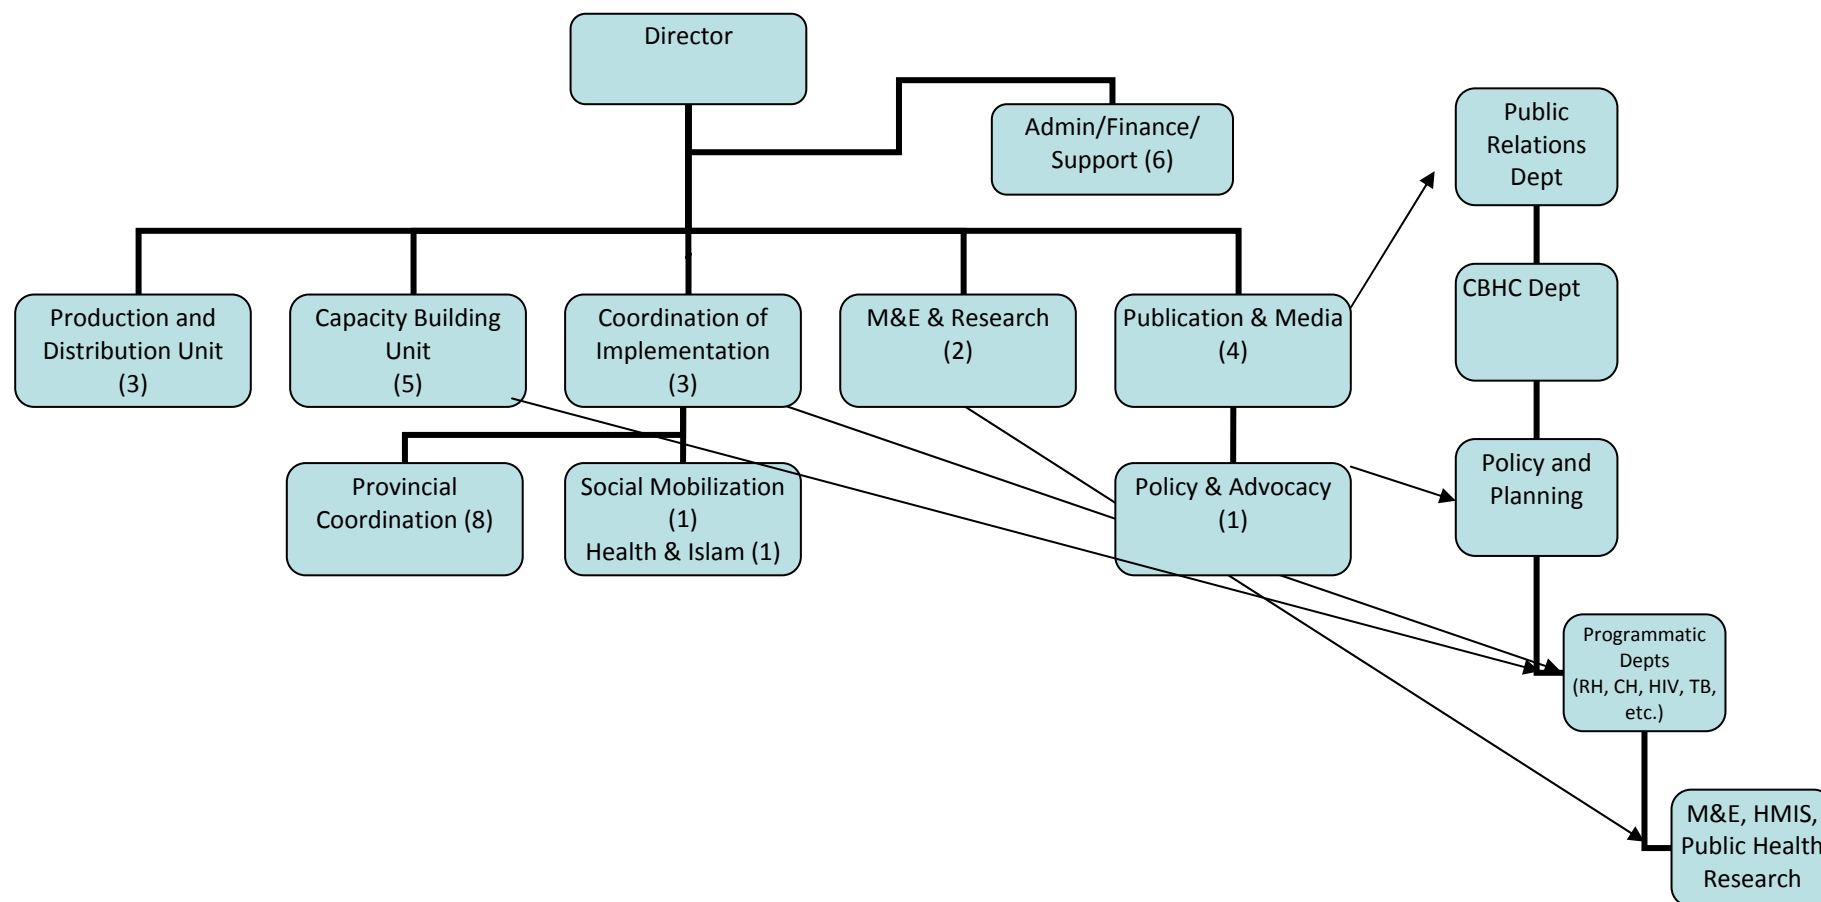 Director
Admin/Finance/
Support (6)
Public
Relations
Dept
CBHC Dept
Production and
Distribution Unit
(3)
Capacity Building
Unit
(5)
Coordination of
Implementation
(3)
M&E & Research
(2)
Publication & Media
(4)
Provincial
Coordination (8)
Social Mobilization
(1)
Health & Islam (1)
Policy & Advocacy
(1)
Policy and
Planning
Programmatic
Depts
(RH, CH, HIV, TB,
etc.)
M&E, HMIS,
Public Health
Research